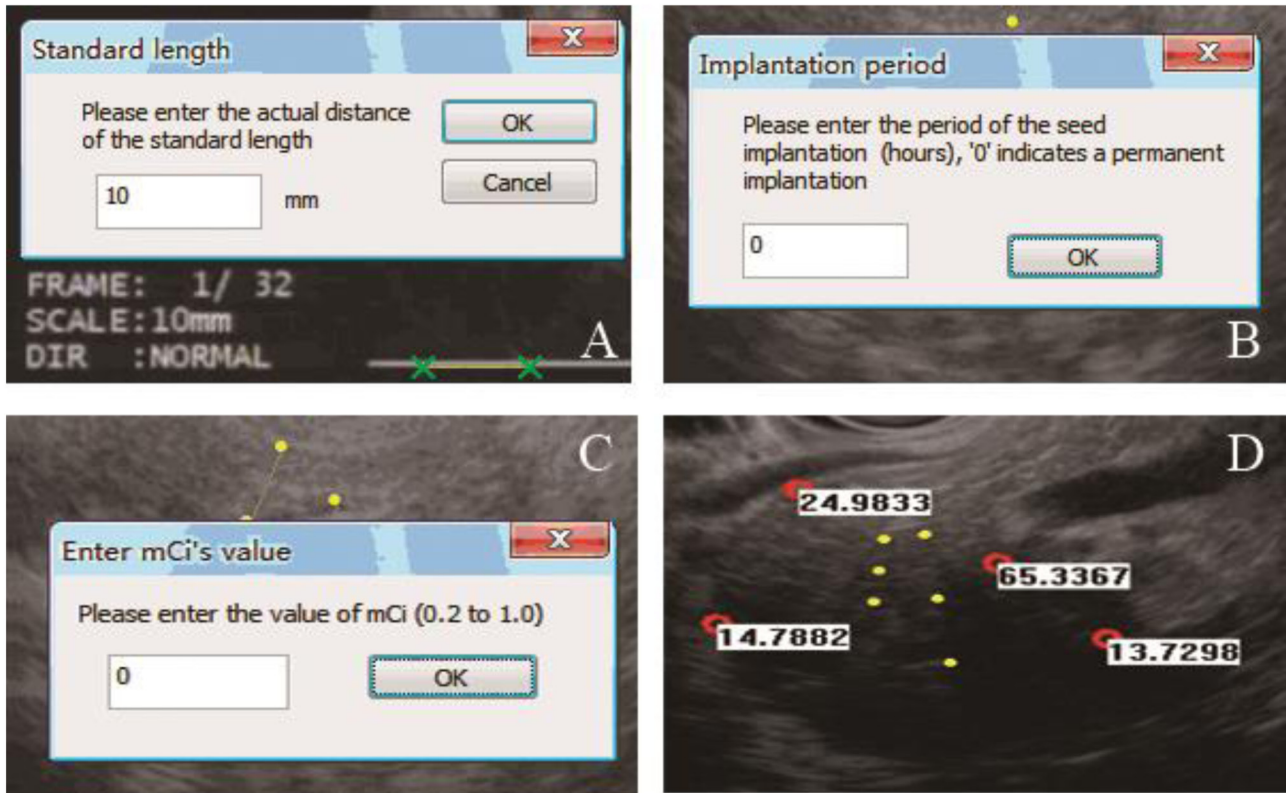 Standard length
X
Please enter the actual distance
of the standard length
OK
Cancel
10
mm
FRAME: 1/ 32
SCALE:10mm
DIR :NORMAL
A
Implantation period
X
Please enter the period of the seed
implantation (hours), '0' indicates a permanent
implantation
0
OK
B
C
Enter mCi's value
X
Please enter the value of mCi (0.2 to 1.0)
0
OK
D
24.9833
65.3367
14.7882
13.7298